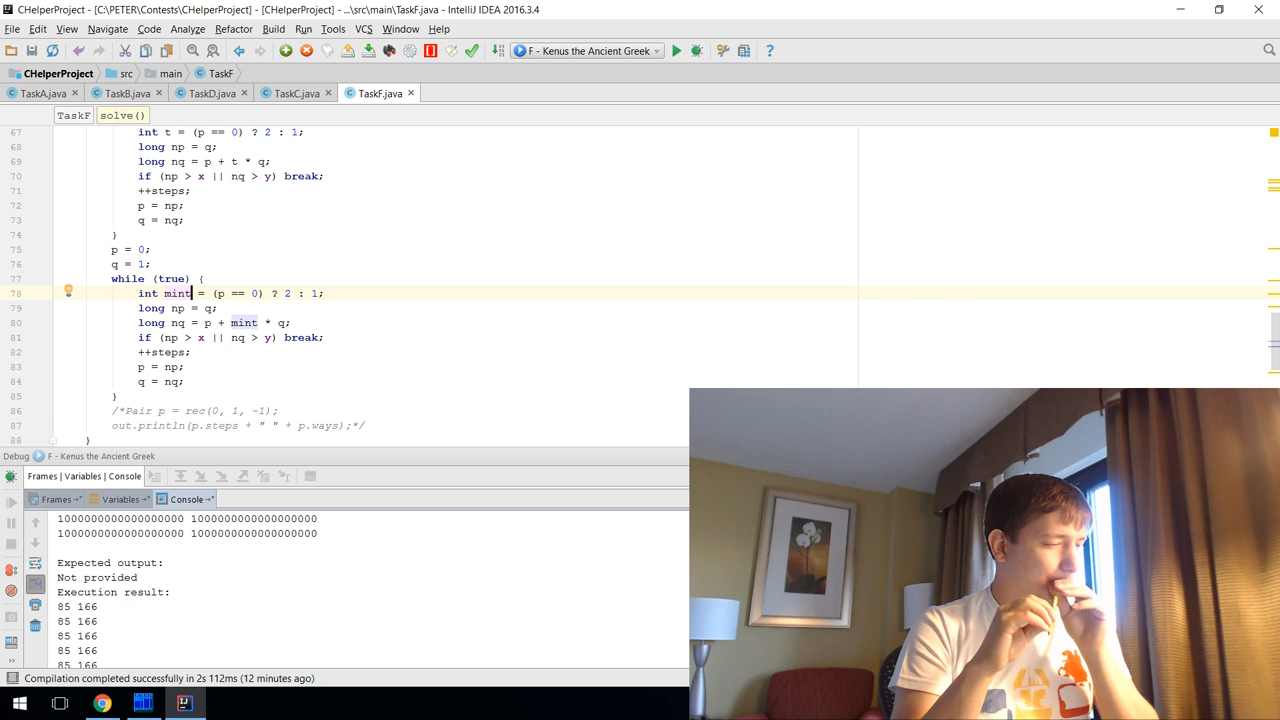 CHelperProject - [C:\PETER\Contests\CHelperProject] - [CHelperProject] - ...\src\main\TaskF.java - IntelliJ IDEA 2016.3.4
File Edit View Navigate Code Analyze Refactor Build Run Tools VCS Window Help
F - Kenus the Ancient Greek
CHelperProject src main TaskF
TaskA.java TaskB.java TaskD.java TaskC.java TaskF.java
TaskF solve()
67 int t = (p == 0) ? 2 : 1;
68 long np = q;
69 long nq = p + t * q;
70 if (np > x || nq > y) break;
71 ++steps;
72 p = np;
73 q = nq;
74 }
75 p = 0;
76 q = 1;
77 while (true) {
78 int mint = (p == 0) ? 2 : 1;
79 long np = q;
80 long nq = p + mint * q;
81 if (np > x || nq > y) break;
82 ++steps;
83 p = np;
84 q = nq;
85 }
86 /*Pair p = rec(0, 1, -1);
87 out.println(p.steps + " " + p.ways);*/
88 }
Debug F - Kenus the Ancient Greek
Frames | Variables | Console
Frames Variables Console
1000000000000000000 1000000000000000000
1000000000000000000 1000000000000000000
Expected output:
Not provided
Execution result:
85 166
85 166
85 166
85 166
85 166
Compilation completed successfully in 2s 112ms (12 minutes ago)